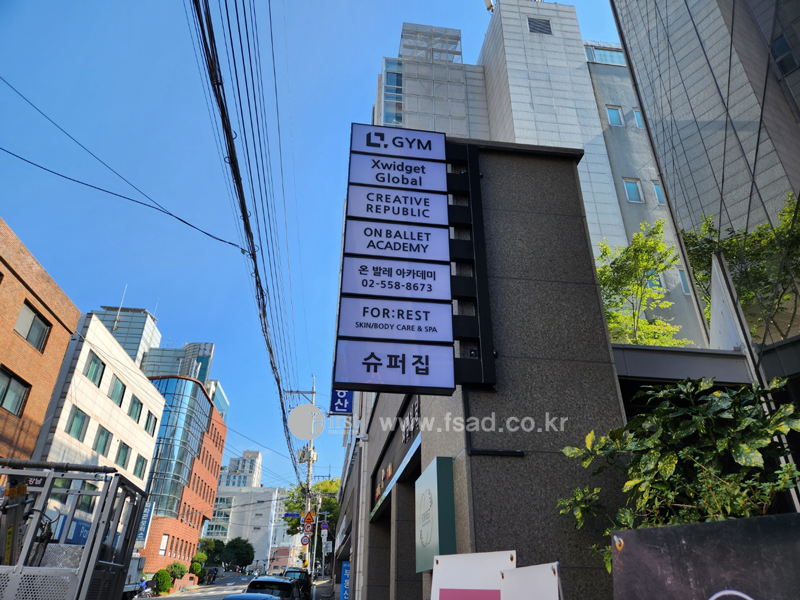 GYM
Xwidget
Global
CREATIVE
REPUBLIC
ON BALLET
ACADEMY
온 발레 아카데미
02-558-8673
FOR:REST
SKIN/BODY CARE & SPA
슈퍼집
www.fsad.co.kr